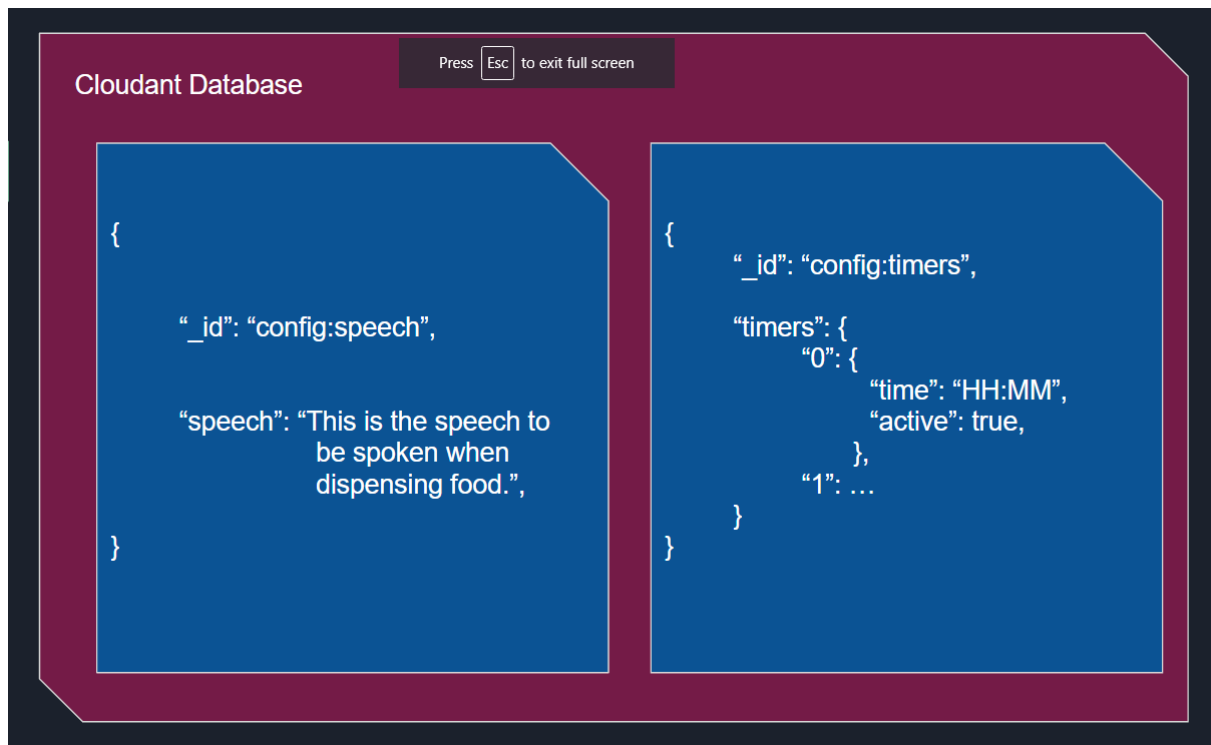 Press Esc to exit full screen
Cloudant Database
{
“_id”: “config:speech”,
“speech”: “This is the speech to
be spoken when
dispensing food.”,
}
{
“_id”: “config:timers”,
“timers”: {
“0”: {
“time”: “HH:MM”,
“active”: true,
},
“1”: …
}
}